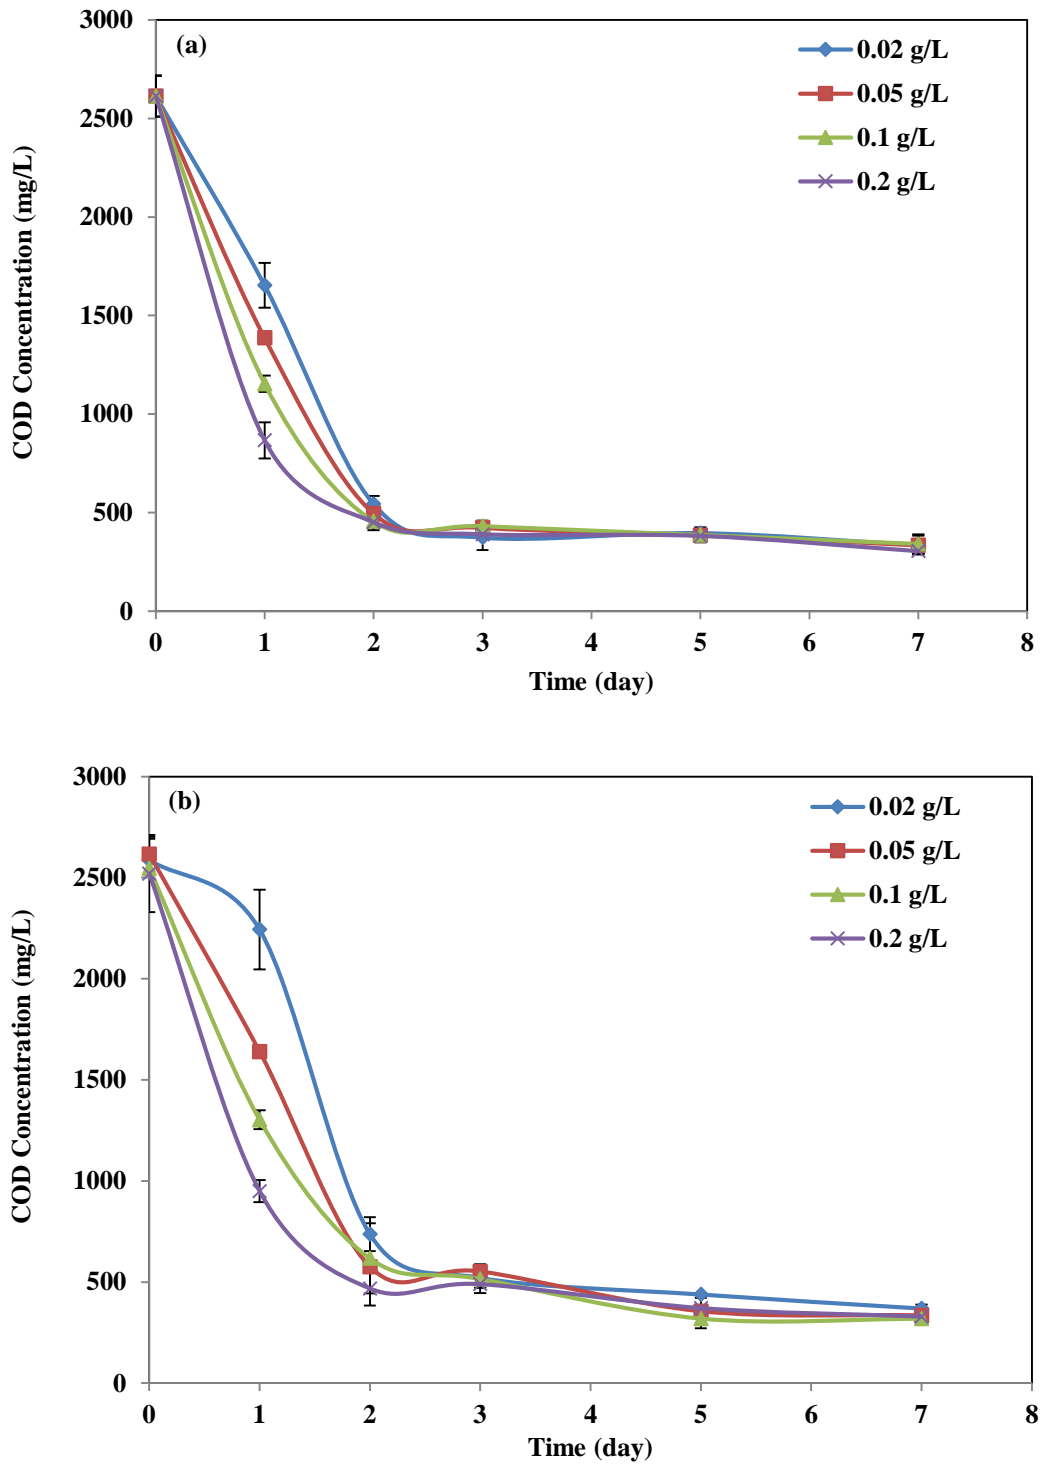 3000
(a)
0.02 g/L
0.05 g/L
0.1 g/L
0.2 g/L
2500
2000
1500
1000
500
0
COD Concentration (mg/L)
0 1 2 3 4 5 6 7 8
Time (day)
3000
(b)
0.02 g/L
0.05 g/L
0.1 g/L
0.2 g/L
2500
2000
1500
1000
500
0
COD Concentration (mg/L)
0 1 2 3 4 5 6 7 8
Time (day)